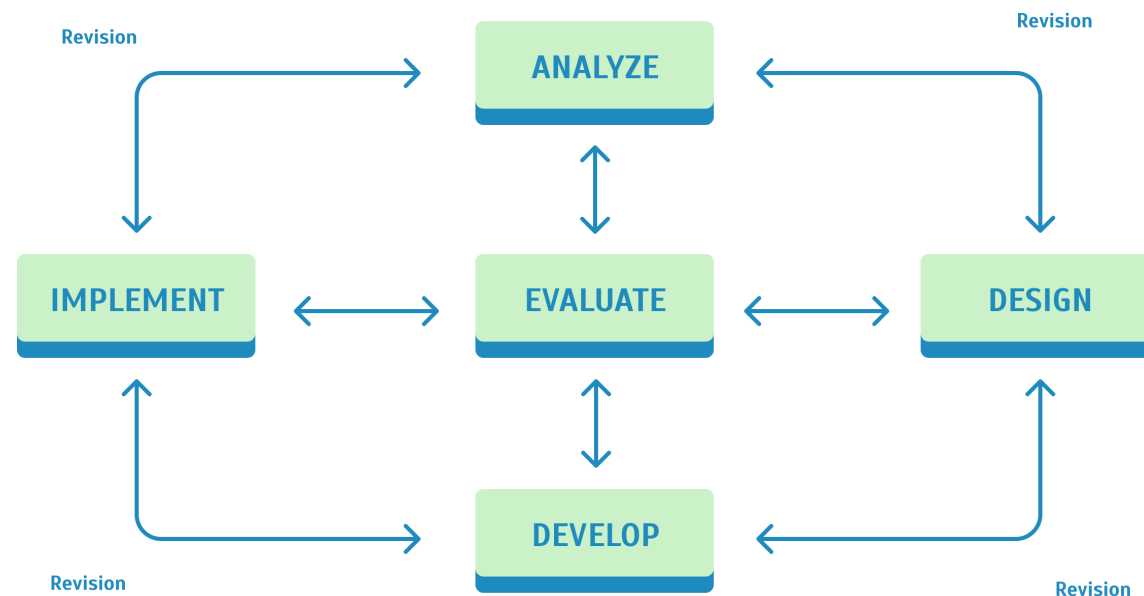 Revision
Revision
ANALYZE
IMPLEMENT
EVALUATE
DESIGN
DEVELOP
Revision
Revision